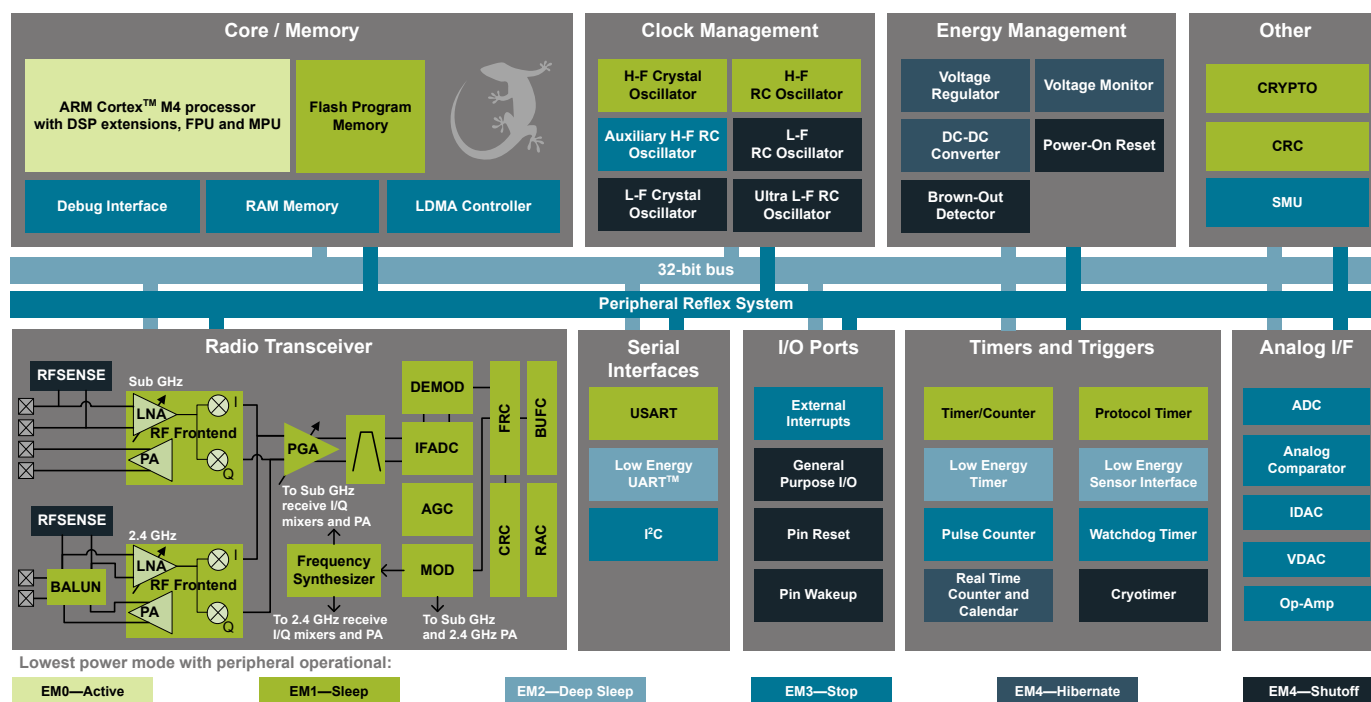 Core / Memory
ARM Cortex™ M4 processor
with DSP extensions, FPU and MPU
Flash Program
Memory
Debug Interface
RAM Memory
LDMA Controller
Clock Management
H-F Crystal
Oscillator
H-F
RC Oscillator
Auxiliary H-F RC
Oscillator
L-F
RC Oscillator
L-F Crystal
Oscillator
Ultra L-F RC
Oscillator
Energy Management
Voltage
Regulator
Voltage Monitor
DC-DC
Converter
Power-On Reset
Brown-Out
Detector
Other
CRYPTO
CRC
SMU
32-bit bus
Peripheral Reflex System
Radio Transceiver
RFSENSE
Sub GHz
LNA
I
RF Frontend
PA
Q
RFSENSE
2.4 GHz
LNA
I
BALUN
RF Frontend
PA
Q
PGA
To Sub GHz
receive I/Q
mixers and PA
Frequency
Synthesizer
To 2.4 GHz receive
I/Q mixers and PA
DEMOD
IFADC
AGC
MOD
To Sub GHz
and 2.4 GHz PA
FRC
BUFC
CRC
RAC
Serial
Interfaces
USART
Low Energy
UART™
I²C
I/O Ports
External
Interrupts
General
Purpose I/O
Pin Reset
Pin Wakeup
Timers and Triggers
Timer/Counter
Protocol Timer
Low Energy
Timer
Low Energy
Sensor Interface
Pulse Counter
Watchdog Timer
Real Time
Counter and
Calendar
Cryotimer
Analog I/F
ADC
Analog
Comparator
IDAC
VDAC
Op-Amp
Lowest power mode with peripheral operational:
EM0—Active
EM1—Sleep
EM2—Deep Sleep
EM3—Stop
EM4—Hibernate
EM4—Shutoff